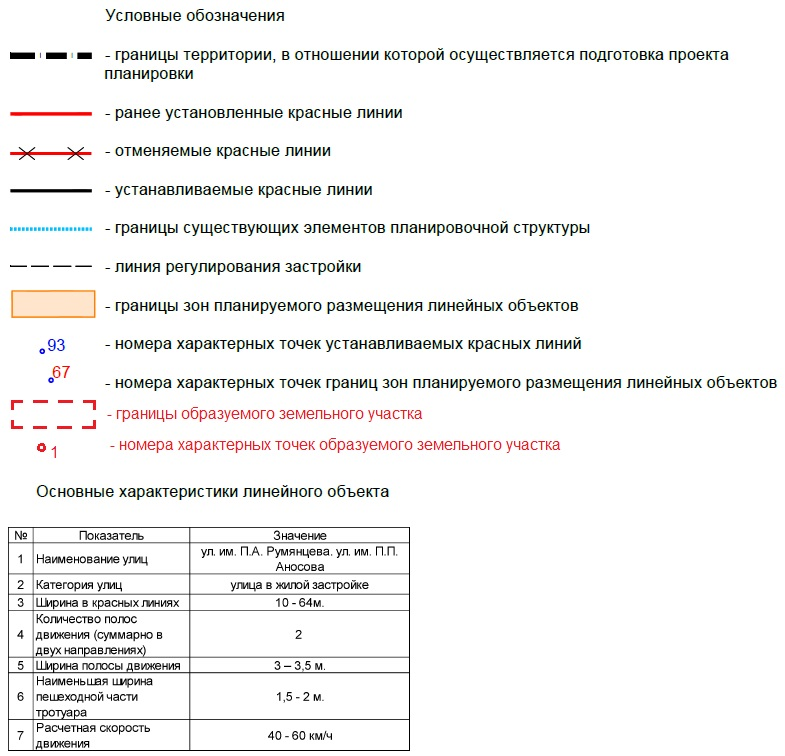 Условные обозначения
- границы территории, в отношении которой осуществляется подготовка проекта
планировки
- ранее установленные красные линии
- отменяемые красные линии
- устанавливаемые красные линии
- границы существующих элементов планировочной структуры
- линия регулирования застройки
- границы зон планируемого размещения линейных объектов
93 - номера характерных точек устанавливаемых красных линий
67 - номера характерных точек границ зон планируемого размещения линейных объектов
- границы образуемого земельного участка
1 - номера характерных точек образуемого земельного участка
Основные характеристики линейного объекта
№ Показатель Значение
1 Наименование улиц ул. им. П.А. Румянцева. ул. им. П.П.
Аносова
2 Категория улиц улица в жилой застройке
3 Ширина в красных линиях 10 - 64м.
4 Количество полос
движения (суммарно в
двух направлениях) 2
5 Ширина полосы движения 3 – 3,5 м.
6 Наименьшая ширина
пешеходной части
тротуара 1,5 - 2 м.
7 Расчетная скорость
движения 40 - 60 км/ч